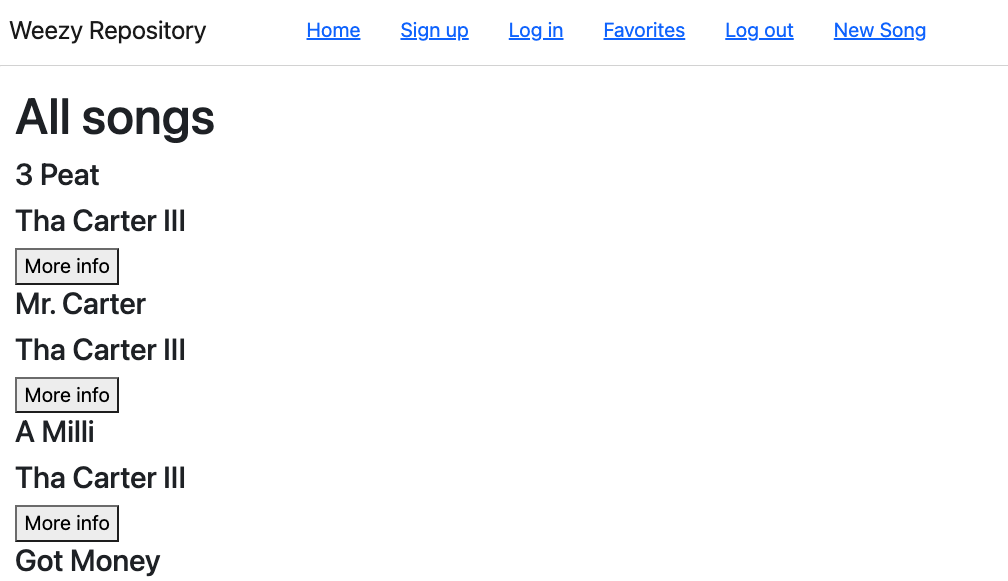 Weezy Repository Home Sign up Log in Favorites Log out New Song
All songs
3 Peat
Tha Carter III
More info
Mr. Carter
Tha Carter III
More info
A Milli
Tha Carter III
More info
Got Money